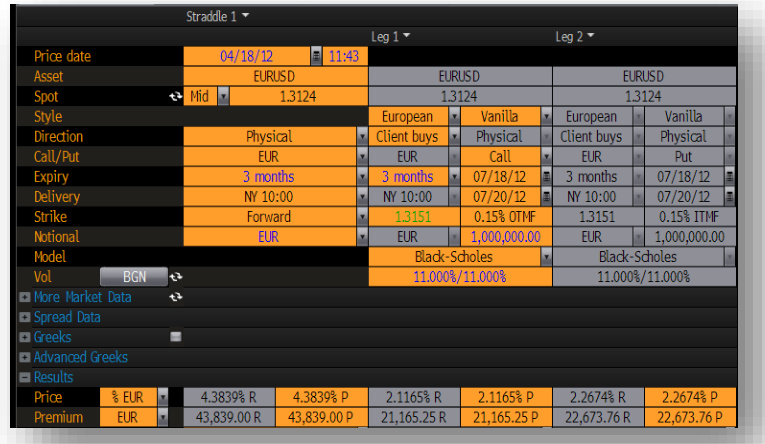 Straddle 1
Leg 1 Leg 2
Price date 04/18/12 11:43
Asset EURUSD EURUSD EURUSD
Spot Mid 1.3124 1.3124 1.3124
Style European Vanilla European Vanilla
Direction Physical Client buys Physical Client buys Physical
Call/Put EUR EUR Call EUR Put
Expiry 3 months 3 months 07/18/12 3 months 07/18/12
Delivery NY 10:00 NY 10:00 07/20/12 NY 10:00 07/20/12
Strike Forward 1.3151 0.15% OTMF 1.3151 0.15% ITMF
Notional EUR EUR 1,000,000.00 EUR 1,000,000.00
Model Black-Scholes Black-Scholes
Vol BGN 11.000%/11.000% 11.000%/11.000%
More Market Data
Spread Data
Greeks
Advanced Greeks
Results
Price % EUR 4.3839% R 4.3839% P 2.1165% R 2.1165% P 2.2674% R 2.2674% P
Premium EUR 43,839.00 R 43,839.00 P 21,165.25 R 21,165.25 P 22,673.76 R 22,673.76 P